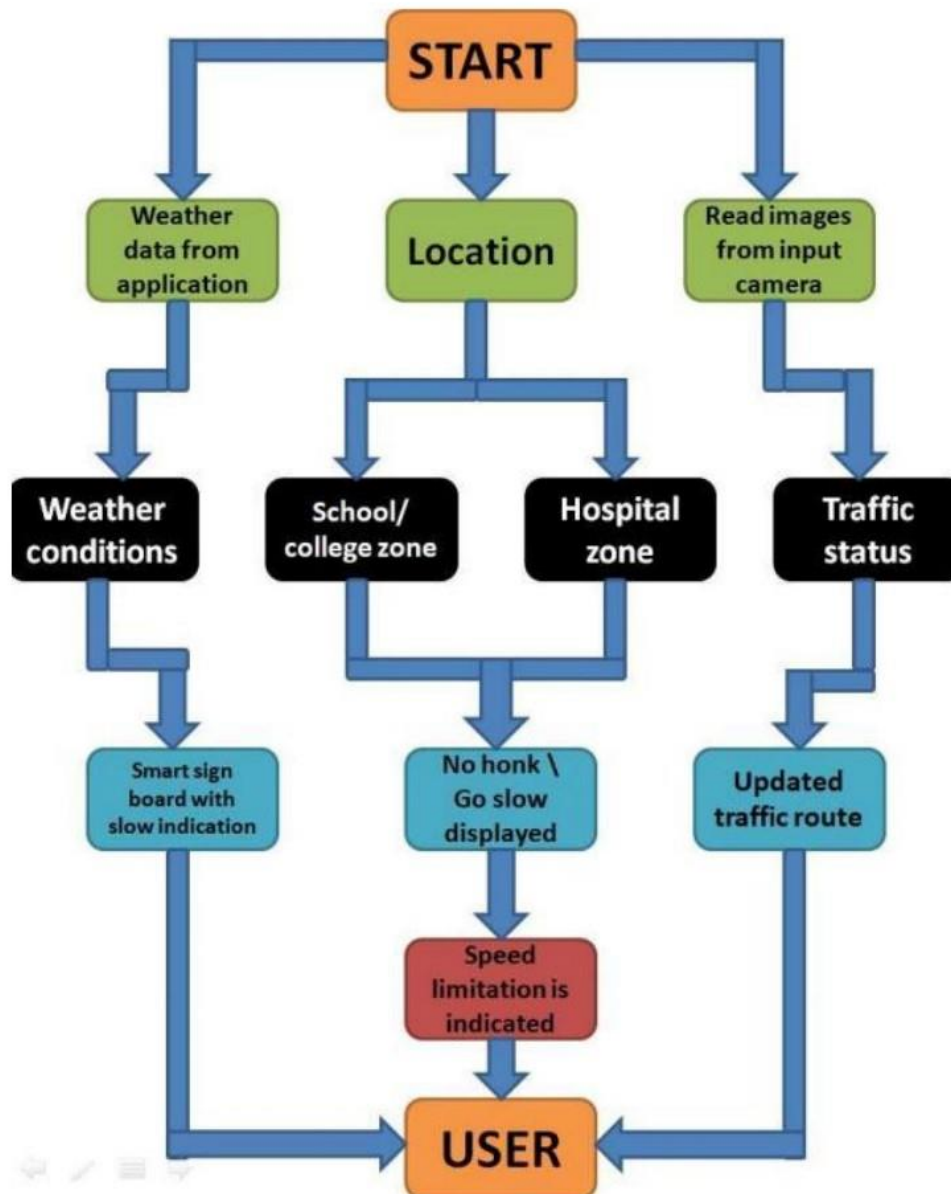 START
Weather
data from
application
Location
Read images
from input
camera
Weather
conditions
School/
college zone
Hospital
zone
Traffic
status
Smart sign
board with
slow indication
No honk \
Go slow
displayed
Updated
traffic route
Speed
limitation is
indicated
USER